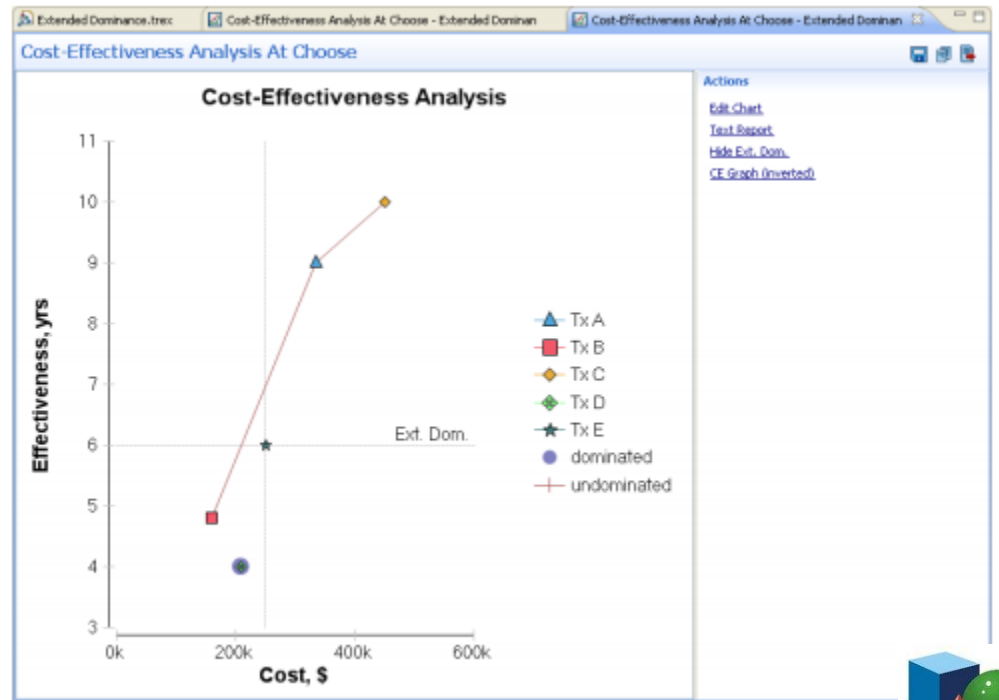 Extended Dominance.trex
Cost-Effectiveness Analysis At Choose - Extended Dominan
Cost-Effectiveness Analysis At Choose - Extended Dominan
Cost-Effectiveness Analysis At Choose
Actions
Edit Chart
Text Report
Hide Ext. Dom.
CE Graph (inverted)
Cost-Effectiveness Analysis
11
10
9
8
7
6
5
4
3
Effectiveness, yrs
Ext. Dom.
Tx A
Tx B
Tx C
Tx D
Tx E
dominated
undominated
0k 200k 400k 600k
Cost, $